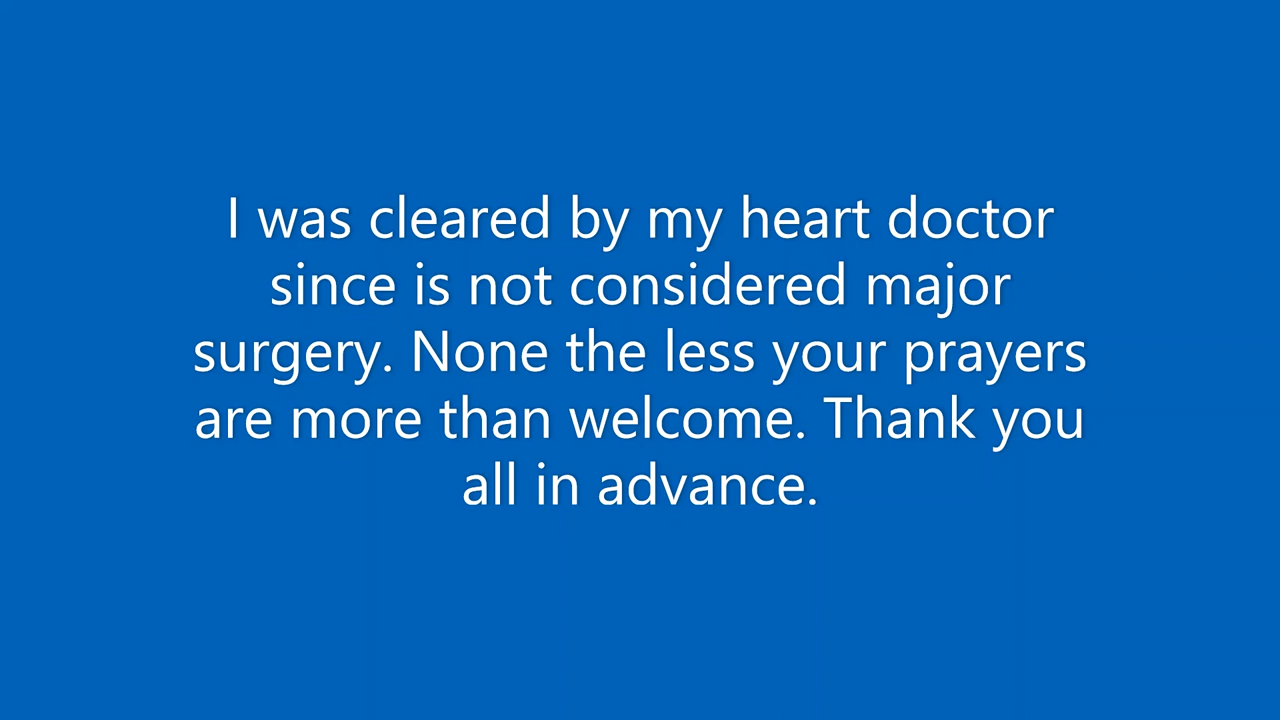 I was cleared by my heart doctor
since is not considered major
surgery. None the less your prayers
are more than welcome. Thank you
all in advance.